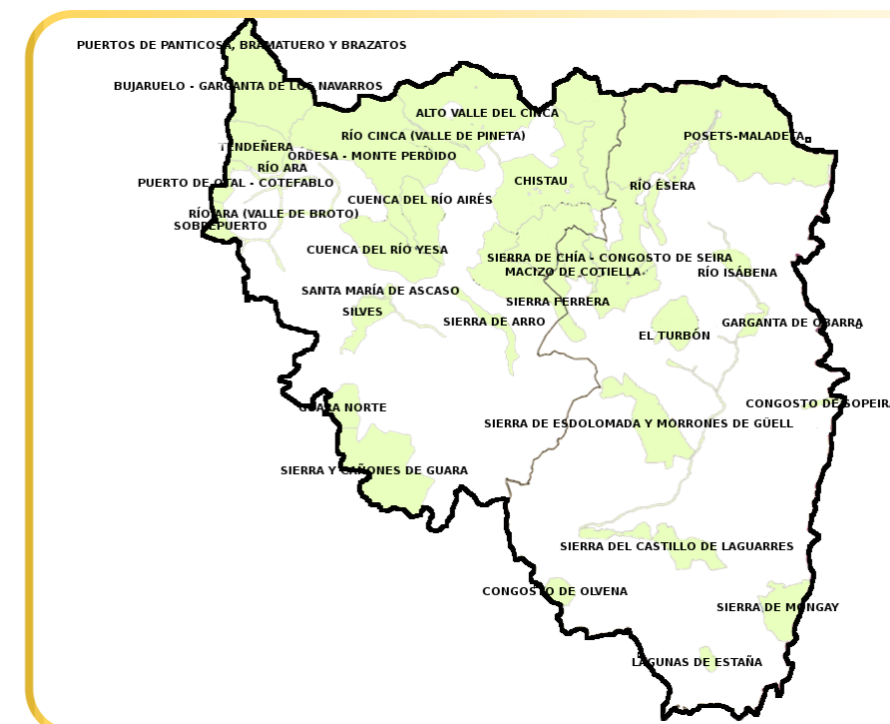 PUERTOS DE PANTICOSA, BRAMATUERO Y BRAZATOS
BUJARUELO - GARGANTA DE LOS NAVARROS
ALTO VALLE DEL CINCA
RÍO CINCA (VALLE DE PINETA)
POSETS-MALADETA
TENDEÑERA
ORDESA - MONTE PERDIDO
RÍO ARA
PUERTO DE OTAL - COTEFABLO
CHISTAU
RÍO ÉSERA
CUENCA DEL RÍO AIRÉS
RÍO ARA (VALLE DE BROTO)
SOBREPUERTO
CUENCA DEL RÍO YESA
SIERRA DE CHÍA - CONGOSTO DE SEIRA
MACIZO DE COTIELLA
RÍO ISÁBENA
SANTA MARÍA DE ASCASO
SIERRA FERRERA
SILVES
SIERRA DE ARRO
GARGANTA DE OBARRA
EL TURBÓN
CONGOSTO DE SOPEIRA
GUARA NORTE
SIERRA DE ESDOLOMADA Y MORRONES DE GÜELL
SIERRA Y CAÑONES DE GUARA
SIERRA DEL CASTILLO DE LAGUARRES
CONGOSTO DE OLVENA
SIERRA DE MONGAY
LAGUNAS DE ESTAÑA